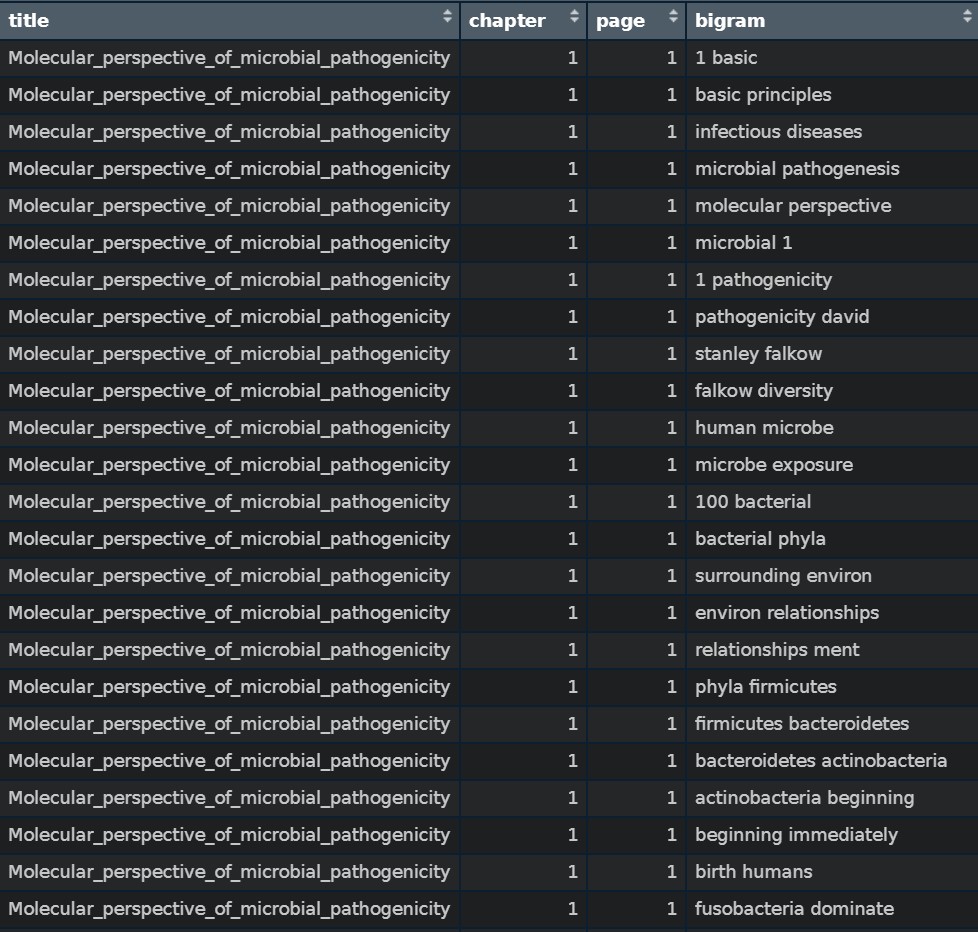 title chapter page bigram
Molecular_perspective_of_microbial_pathogenicity 1 1 1 basic
Molecular_perspective_of_microbial_pathogenicity 1 1 basic principles
Molecular_perspective_of_microbial_pathogenicity 1 1 infectious diseases
Molecular_perspective_of_microbial_pathogenicity 1 1 microbial pathogenesis
Molecular_perspective_of_microbial_pathogenicity 1 1 molecular perspective
Molecular_perspective_of_microbial_pathogenicity 1 1 microbial 1
Molecular_perspective_of_microbial_pathogenicity 1 1 1 pathogenicity
Molecular_perspective_of_microbial_pathogenicity 1 1 pathogenicity david
Molecular_perspective_of_microbial_pathogenicity 1 1 stanley falkow
Molecular_perspective_of_microbial_pathogenicity 1 1 falkow diversity
Molecular_perspective_of_microbial_pathogenicity 1 1 human microbe
Molecular_perspective_of_microbial_pathogenicity 1 1 microbe exposure
Molecular_perspective_of_microbial_pathogenicity 1 1 100 bacterial
Molecular_perspective_of_microbial_pathogenicity 1 1 bacterial phyla
Molecular_perspective_of_microbial_pathogenicity 1 1 surrounding environ
Molecular_perspective_of_microbial_pathogenicity 1 1 environ relationships
Molecular_perspective_of_microbial_pathogenicity 1 1 relationships ment
Molecular_perspective_of_microbial_pathogenicity 1 1 phyla firmicutes
Molecular_perspective_of_microbial_pathogenicity 1 1 firmicutes bacteroidetes
Molecular_perspective_of_microbial_pathogenicity 1 1 bacteroidetes actinobacteria
Molecular_perspective_of_microbial_pathogenicity 1 1 actinobacteria beginning
Molecular_perspective_of_microbial_pathogenicity 1 1 beginning immediately
Molecular_perspective_of_microbial_pathogenicity 1 1 birth humans
Molecular_perspective_of_microbial_pathogenicity 1 1 fusobacteria dominate